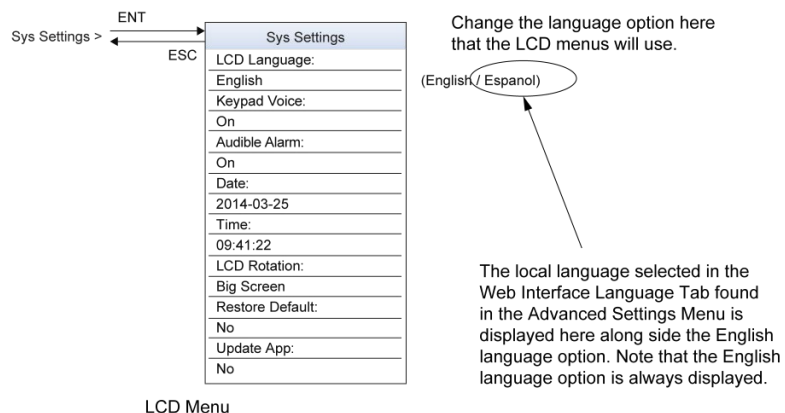 ENT
Sys Settings >
ESC
Sys Settings
LCD Language:
English
Keypad Voice:
On
Audible Alarm:
On
Date:
2014-03-25
Time:
09:41:22
LCD Rotation:
Big Screen
Restore Default:
No
Update App:
No
LCD Menu
Change the language option here
that the LCD menus will use.
(English / Espanol)
The local language selected in the
Web Interface Language Tab found
in the Advanced Settings Menu is
displayed here along side the English
language option. Note that the English
language option is always displayed.